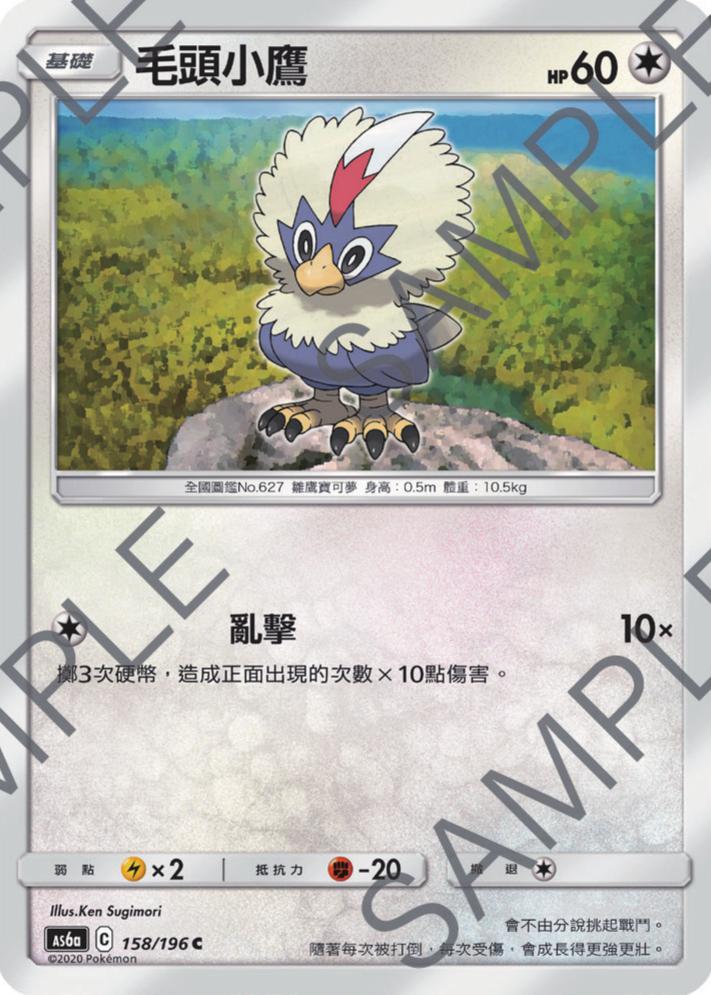 基礎 毛頭小鷹 HP60
全國圖鑑No.627 雛鷹寶可夢 身高：0.5m 體重：10.5kg
亂擊 10×
擲3次硬幣，造成正面出現的次數×10點傷害。
弱點 ×2 抵抗力 -20 撤退
Illus.Ken Sugimori
會不由分說挑起戰鬥。
AS6a C 158/196 C
隨著每次被打倒，每次受傷，會成長得更強更壯。
©2020 Pokémon
SAMPLE
SAMPLE
SAMPLE